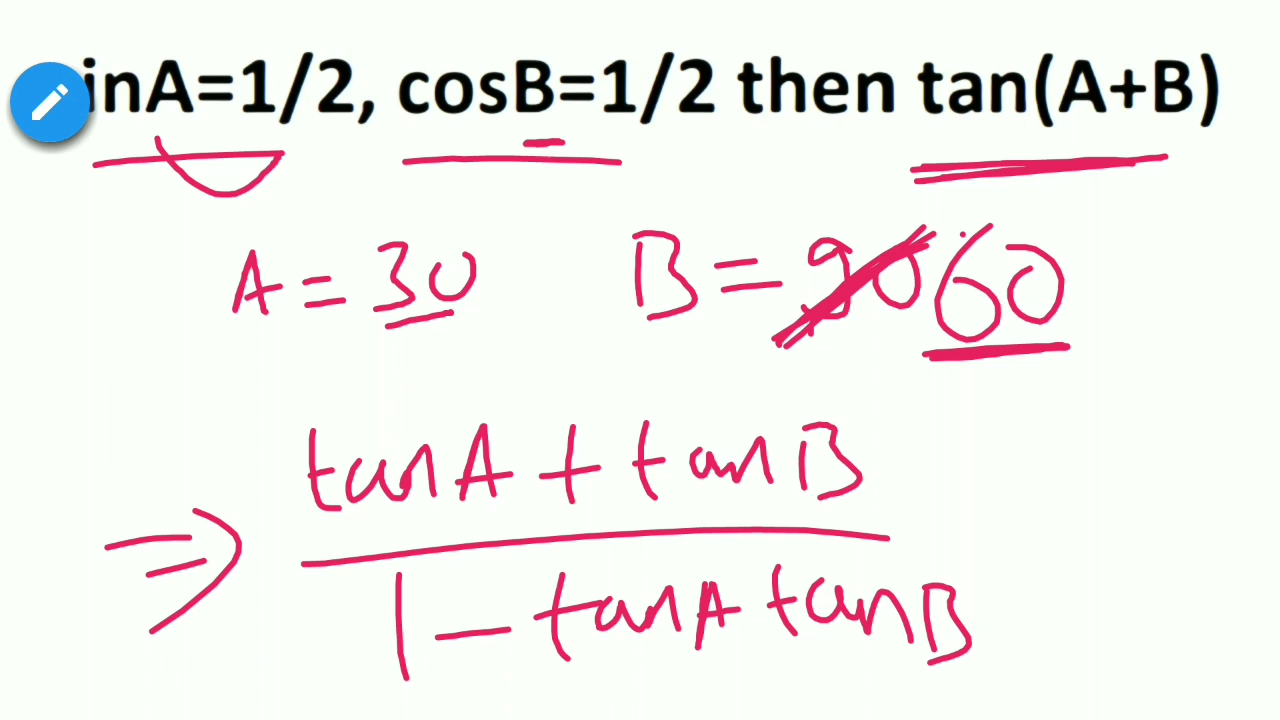 inA=1/2, cosB=1/2 then tan(A+B)
A = 30 B = 90 60
⇒ tanA + tanB
1 - tanA tanB